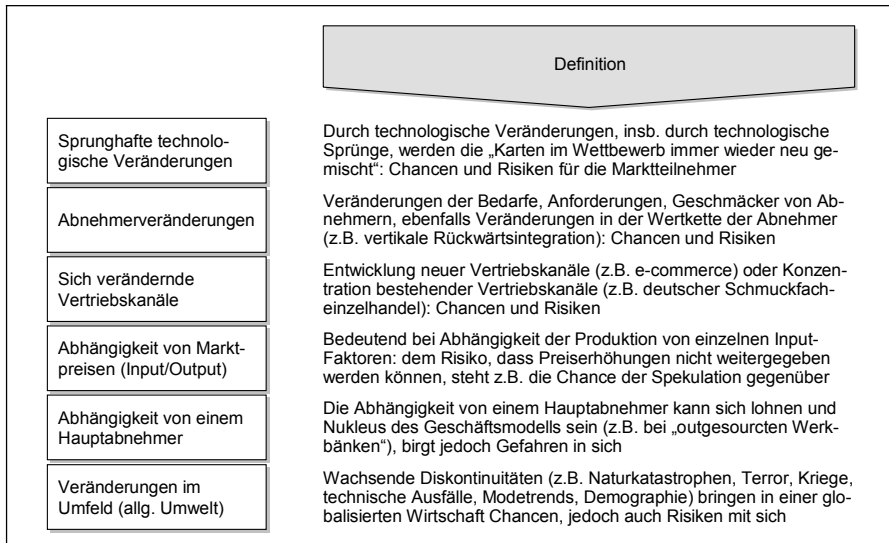 Definition
Sprunghafte technolo-
gische Veränderungen
Durch technologische Veränderungen, insb. durch technologische
Sprünge, werden die „Karten im Wettbewerb immer wieder neu ge-
mischt“: Chancen und Risiken für die Marktteilnehmer
Abnehmerveränderungen
Veränderungen der Bedarfe, Anforderungen, Geschmäcker von Ab-
nehmern, ebenfalls Veränderungen in der Wertkette der Abnehmer
(z.B. vertikale Rückwärtsintegration): Chancen und Risiken
Sich verändernde
Vertriebskanäle
Entwicklung neuer Vertriebskanäle (z.B. e-commerce) oder Konzen-
tration bestehender Vertriebskanäle (z.B. deutscher Schmuckfach-
einzelhandel): Chancen und Risiken
Abhängigkeit von Markt-
preisen (Input/Output)
Bedeutend bei Abhängigkeit der Produktion von einzelnen Input-
Faktoren: dem Risiko, dass Preiserhöhungen nicht weitergegeben
werden können, steht z.B. die Chance der Spekulation gegenüber
Abhängigkeit von einem
Hauptabnehmer
Die Abhängigkeit von einem Hauptabnehmer kann sich lohnen und
Nukleus des Geschäftsmodells sein (z.B. bei „outgesourcten Werk-
bänken“), birgt jedoch Gefahren in sich
Veränderungen im
Umfeld (allg. Umwelt)
Wachsende Diskontinuitäten (z.B. Naturkatastrophen, Terror, Kriege,
technische Ausfälle, Modetrends, Demographie) bringen in einer glo-
balisierten Wirtschaft Chancen, jedoch auch Risiken mit sich